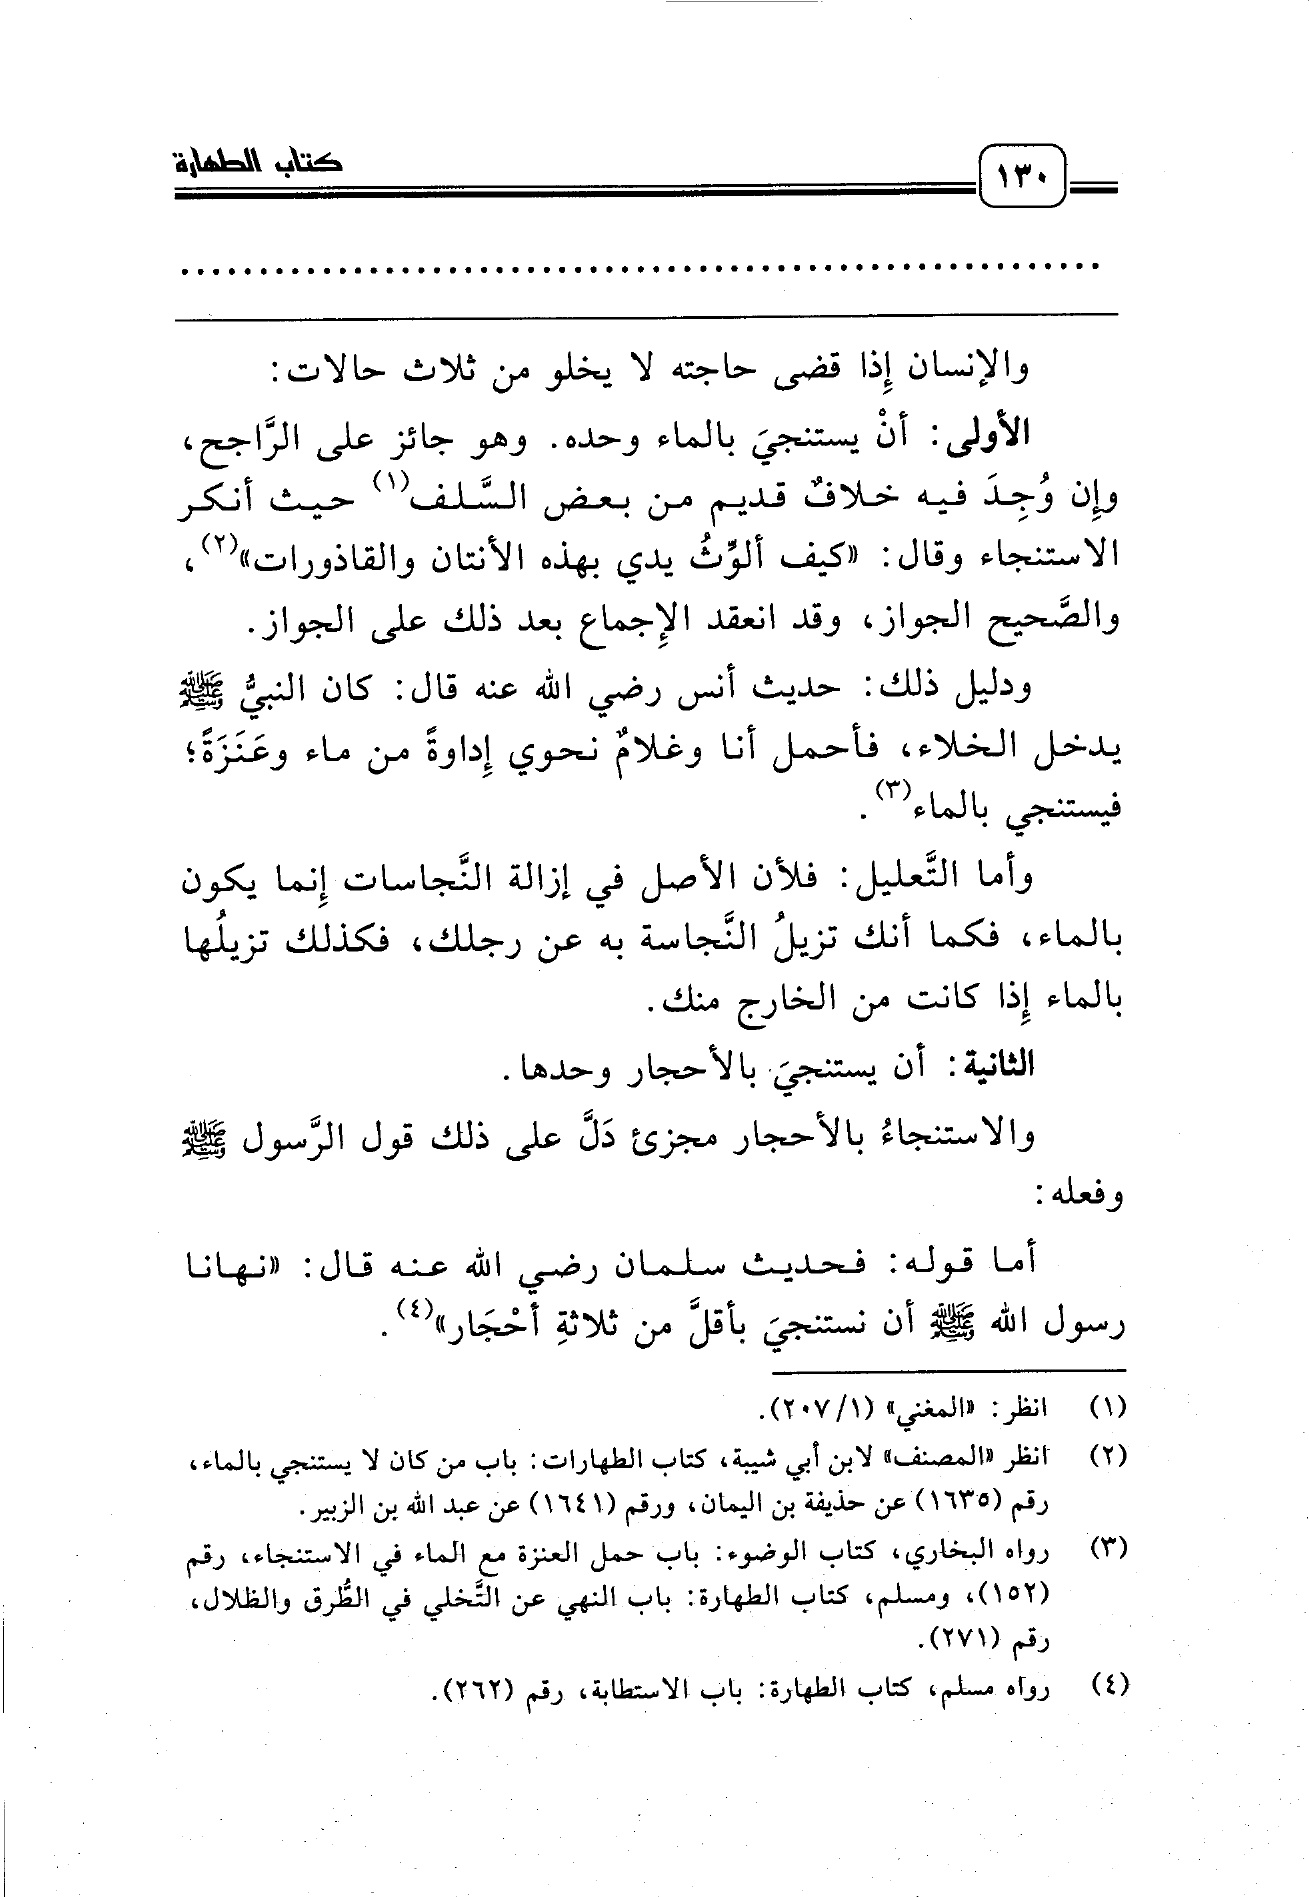 كتاب الطهارة
١٣٠
والإنسان إِذا قضى حاجته لا يخلو من ثلاث حالات:
الأولى: أنْ يستنجيَ بالماء وحده. وهو جائز على الرَّاجح،
وإِن وُجِدَ فيه خلافٌ قديم من بعض السَّلف(١) حيث أنكر
الاستنجاء وقال: «كيف ألوِّثُ يدي بهذه الأنتان والقاذورات»(٢)،
والصَّحيح الجواز، وقد انعقد الإِجماع بعد ذلك على الجواز.
ودليل ذلك: حديث أنس رضي الله عنه قال: كان النبيُّ ﷺ
يدخل الخلاء، فأحمل أنا وغلامٌ نحوي إِداوةً من ماء وعَنَزَةً؛
فيستنجي بالماء(٣).
وأما التَّعليل: فلأن الأصل في إزالة النَّجاسات إِنما يكون
بالماء، فكما أنك تزيلُ النَّجاسة به عن رجلك، فكذلك تزيلُها
بالماء إِذا كانت من الخارج منك.
الثانية: أن يستنجيَ بالأحجار وحدها.
والاستنجاءُ بالأحجار مجزئ دَلَّ على ذلك قول الرَّسول ﷺ
وفعله:
أما قوله: فحديث سلمان رضي الله عنه قال: «نهانا
رسول الله ﷺ أن نستنجيَ بأقلَّ من ثلاثةِ أحْجَار»(٤).
(١) انظر: «المغني» (٢٠٧/١).
(٢) انظر «المصنف» لابن أبي شيبة، كتاب الطهارات: باب من كان لا يستنجي بالماء،
رقم (١٦٣٥) عن حذيفة بن اليمان، ورقم (١٦٤١) عن عبد الله بن الزبير.
(٣) رواه البخاري، كتاب الوضوء: باب حمل العنزة مع الماء في الاستنجاء، رقم
(١٥٢)، ومسلم، كتاب الطهارة: باب النهي عن التَّخلي في الطُّرق والظلال،
رقم (٢٧١).
(٤) رواه مسلم، كتاب الطهارة: باب الاستطابة، رقم (٢٦٢).